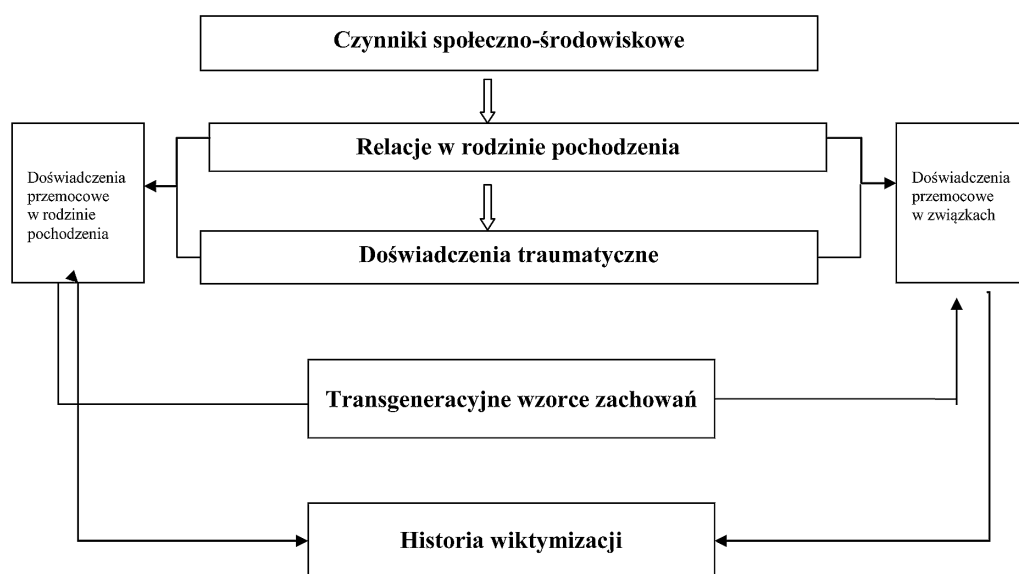 Czynniki społeczno-środowiskowe
Relacje w rodzinie pochodzenia
Doświadczenia
przemocowe
w rodzinie
pochodzenia
Doświadczenia
przemocowe
w związkach
Doświadczenia traumatyczne
Transgeneracyjne wzorce zachowań
Historia wiktymizacji